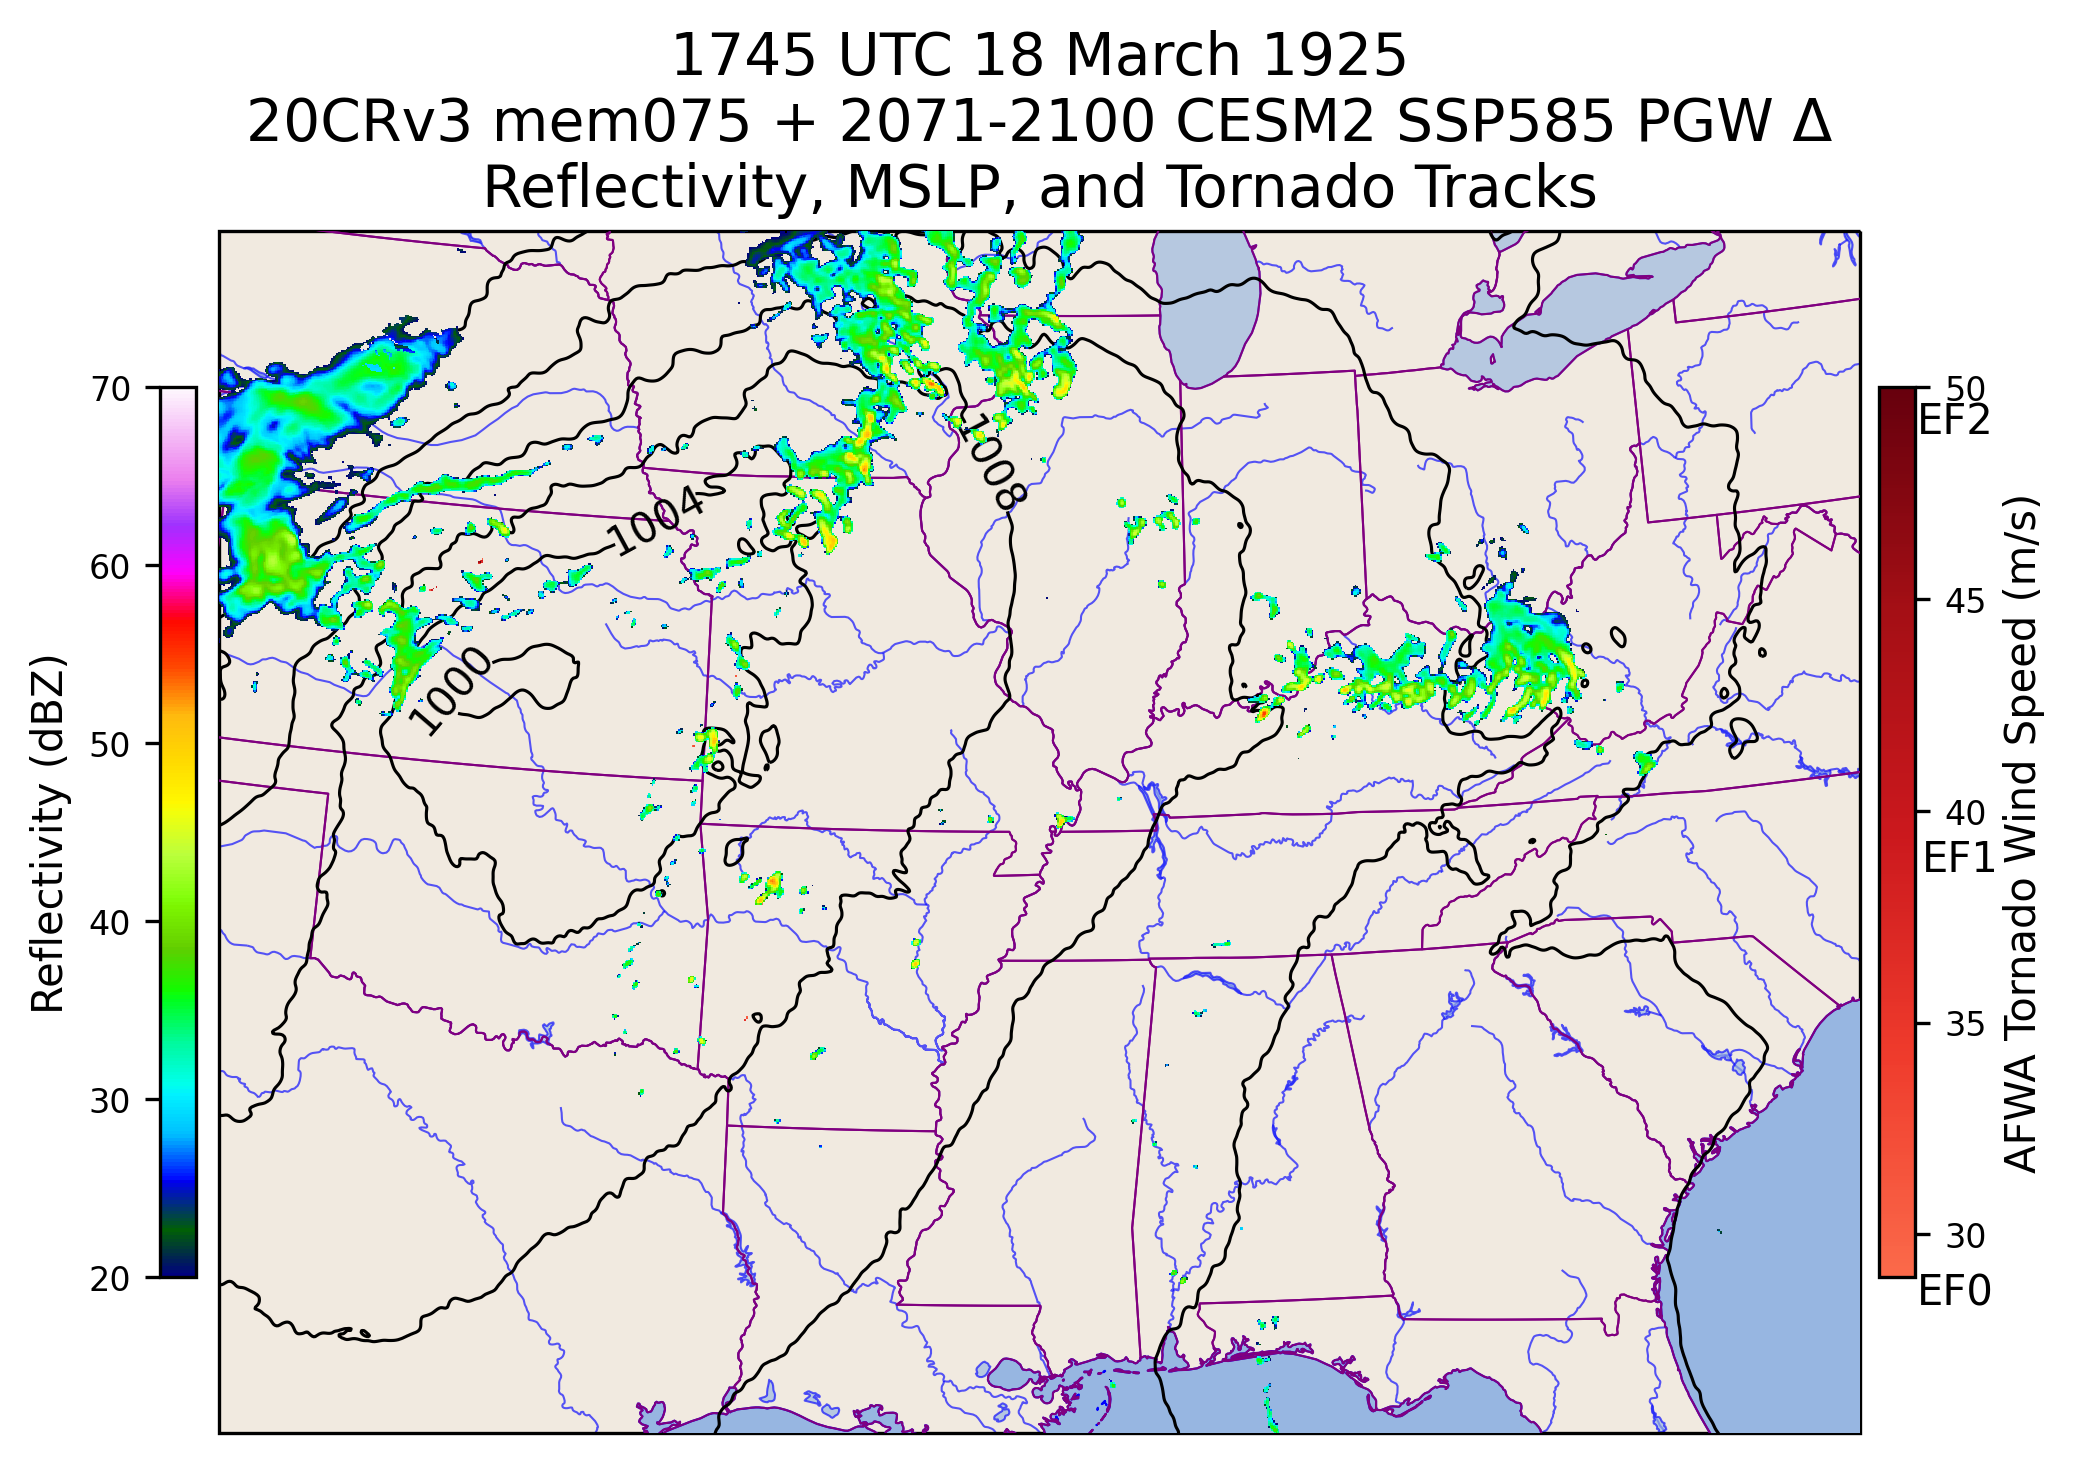 1745 UTC 18 March 1925
20CRv3 mem075 + 2071-2100 CESM2 SSP585 PGW Δ
Reflectivity, MSLP, and Tornado Tracks
70
60
50
40
30
20
Reflectivity (dBZ)
1008
1004
1000
50
EF2
45
40
EF1
35
30
EF0
AFWA Tornado Wind Speed (m/s)